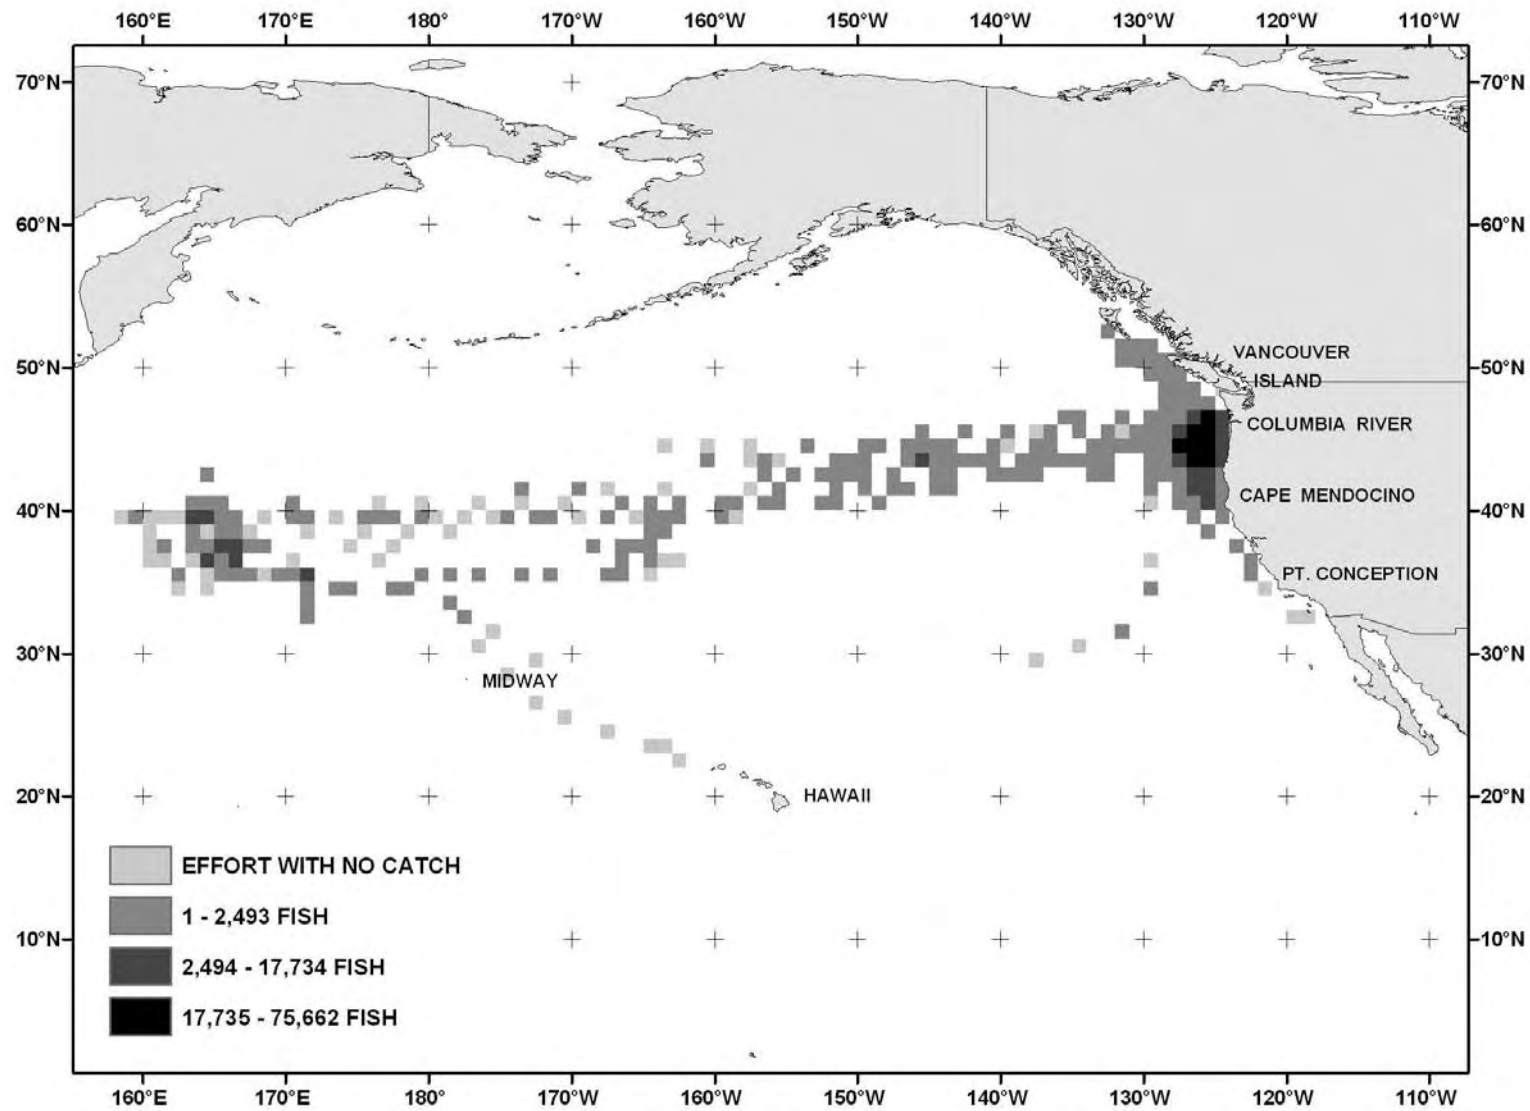 160°E 170°E 180° 170°W 160°W 150°W 140°W 130°W 120°W 110°W
70°N 70°N
60°N 60°N
50°N 50°N
VANCOUVER
ISLAND
COLUMBIA RIVER
CAPE MENDOCINO
40°N 40°N
PT. CONCEPTION
30°N 30°N
MIDWAY
20°N HAWAII 20°N
EFFORT WITH NO CATCH
1 - 2,493 FISH
10°N 10°N
2,494 - 17,734 FISH
17,735 - 75,662 FISH
160°E 170°E 180° 170°W 160°W 150°W 140°W 130°W 120°W 110°W